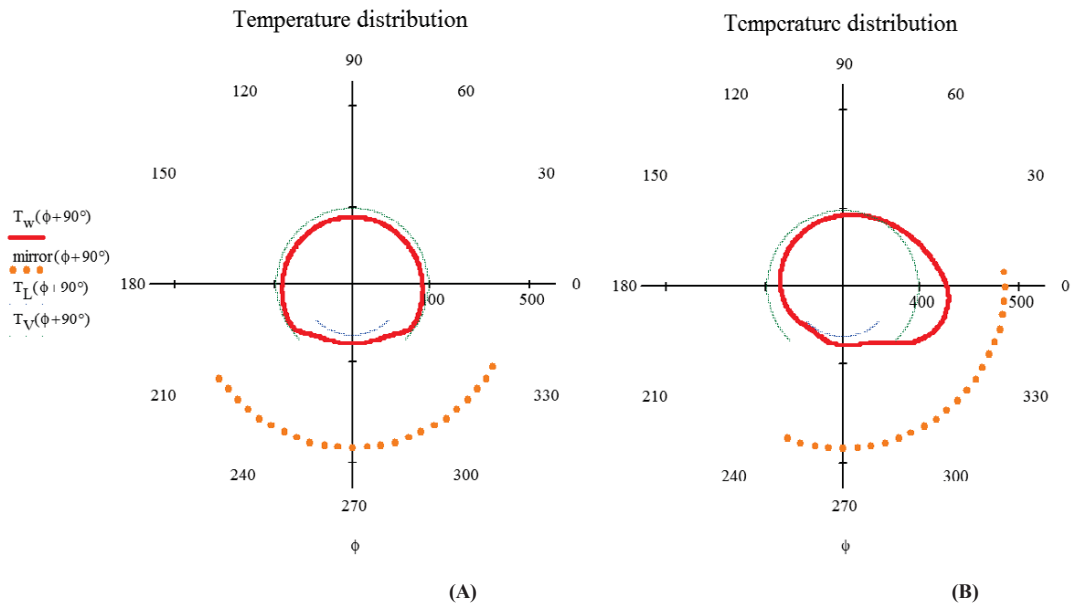 Temperature distribution
90
120
60
150
30
T_w(ϕ+90°)
mirror(ϕ+90°)
T_L(ϕ+90°)
T_V(ϕ+90°)
180
400
500
0
210
330
240
300
270
ϕ
(A)
Temperature distribution
90
120
60
150
30
180
400
500
0
210
330
240
300
270
ϕ
(B)